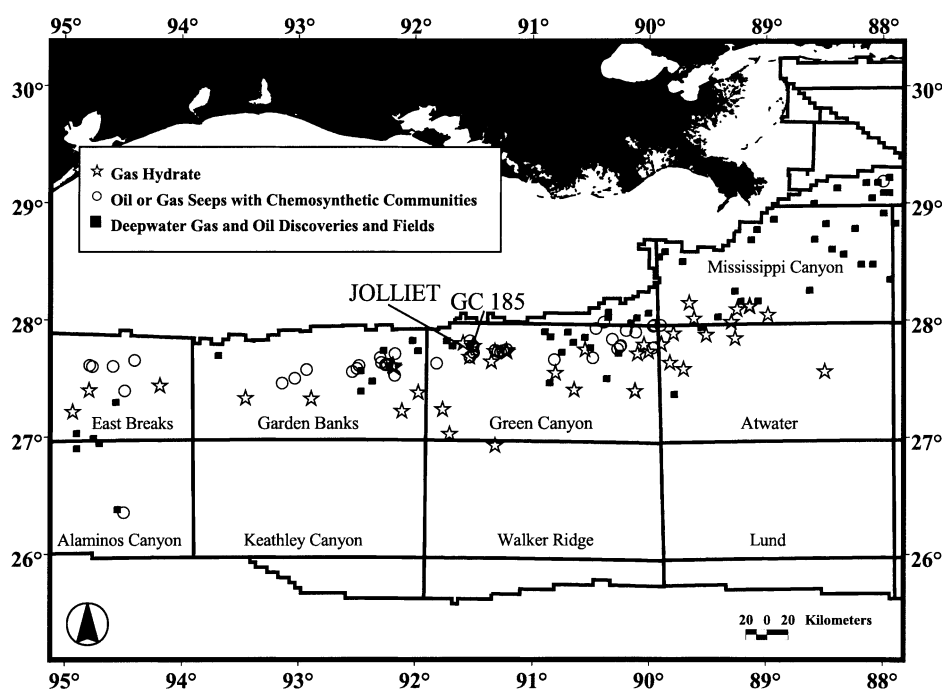 95° 94° 93° 92° 91° 90° 89° 88°
30° 30°
Gas Hydrate
Oil or Gas Seeps with Chemosynthetic Communities
Deepwater Gas and Oil Discoveries and Fields
29° 29°
Mississippi Canyon
JOLLIET GC 185
28° 28°
East Breaks Garden Banks Green Canyon Atwater
27° 27°
Alaminos Canyon Keathley Canyon Walker Ridge Lund
26° 26°
20 0 20 Kilometers
95° 94° 93° 92° 91° 90° 89° 88°